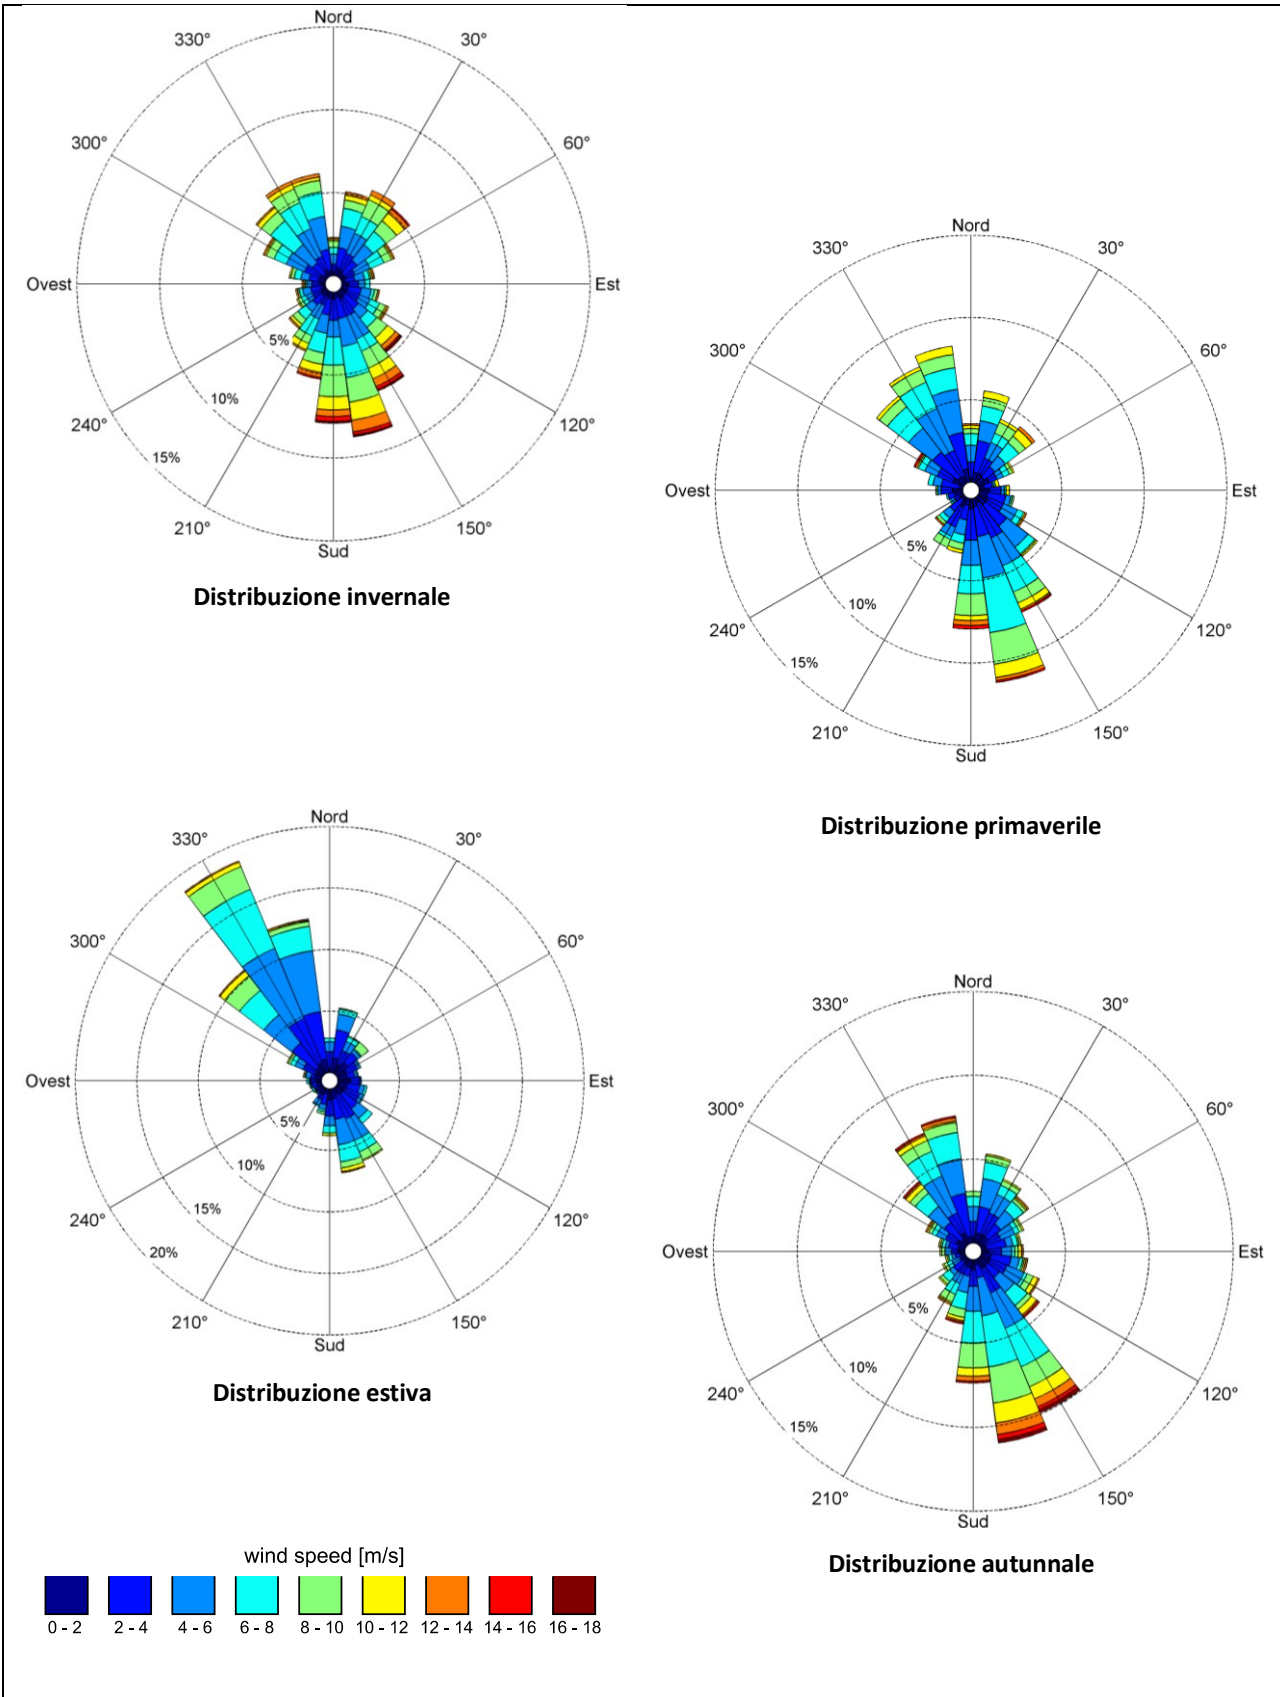 Nord
330°
30°
300°
60°
Ovest
Est
5%
10%
15%
240°
120°
210°
150°
Sud
Distribuzione invernale
Nord
330°
30°
300°
60°
Ovest
Est
5%
10%
15%
240°
120°
210°
150°
Sud
Distribuzione primaverile
Nord
330°
30°
300°
60°
Ovest
Est
5%
10%
15%
20%
240°
120°
210°
150°
Sud
Distribuzione estiva
Nord
330°
30°
300°
60°
Ovest
Est
5%
10%
15%
240°
120°
210°
150°
Sud
Distribuzione autunnale
wind speed [m/s]
0 - 2 2 - 4 4 - 6 6 - 8 8 - 10 10 - 12 12 - 14 14 - 16 16 - 18